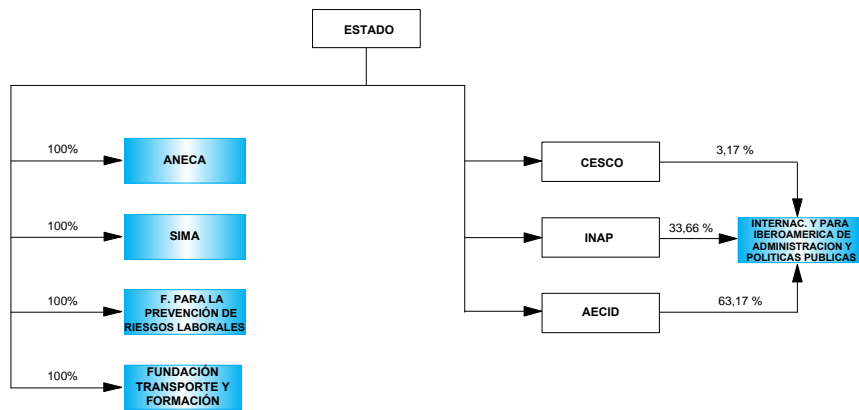 ESTADO
100%
ANECA
100%
SIMA
100%
F. PARA LA
PREVENCIÓN DE
RIESGOS LABORALES
100%
FUNDACIÓN
TRANSPORTE Y
FORMACIÓN
CESCO
3,17 %
INAP
33,66 %
AECID
63,17 %
INTERNAC. Y PARA
IBEROAMERICA DE
ADMINISTRACION Y
POLITICAS PUBLICAS